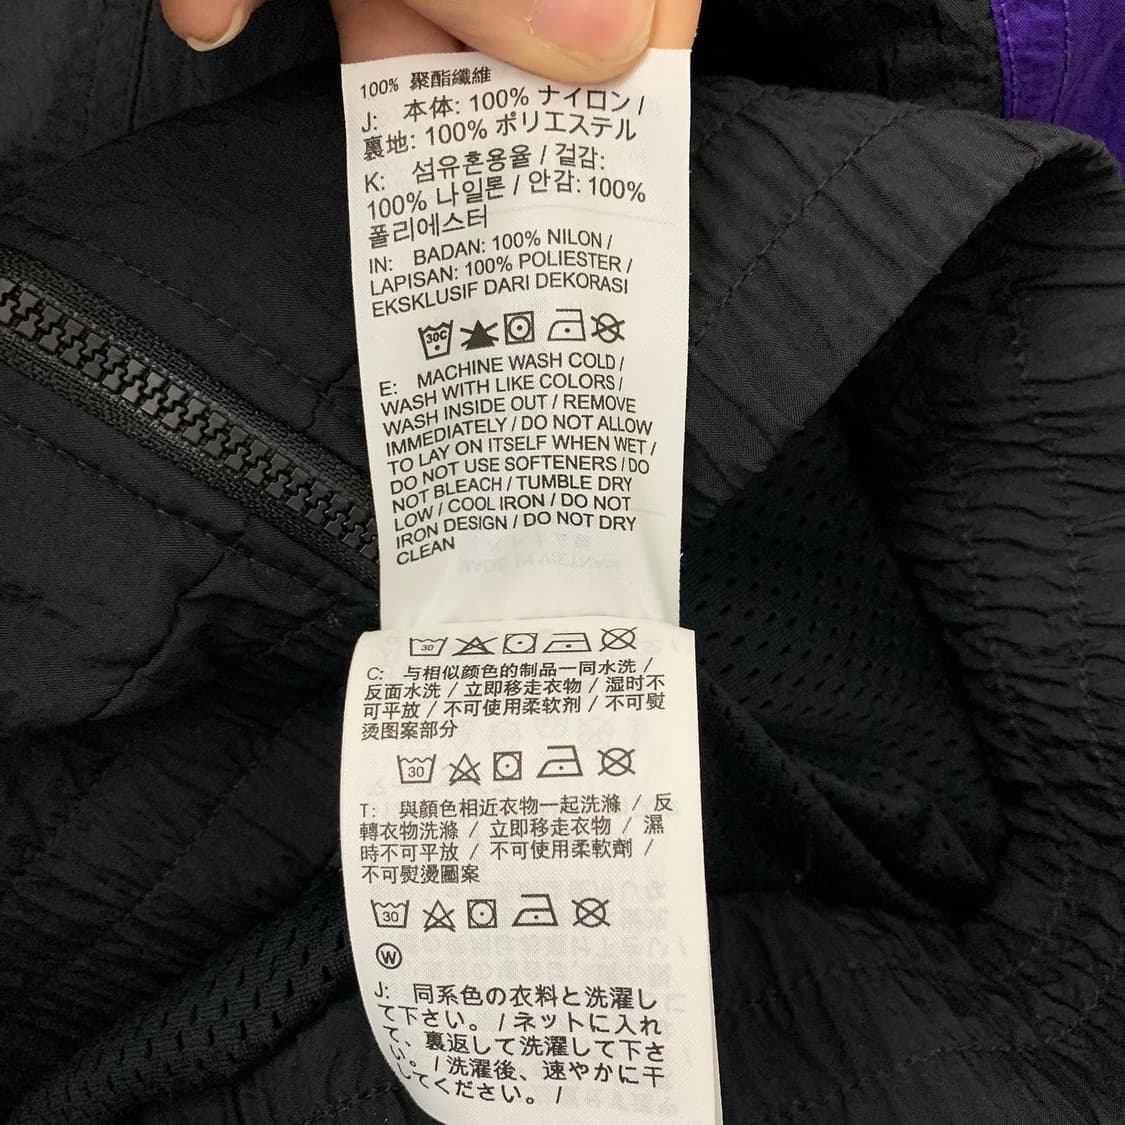 100% 聚酯纖維
J: 本体: 100% ナイロン /
裏地: 100% ポリエステル
K: 섬유혼용율 / 겉감:
100% 나일론 / 안감: 100%
폴리에스터
IN: BADAN: 100% NILON /
LAPISAN: 100% POLIESTER /
EKSKLUSIF DARI DEKORASI
30C
E: MACHINE WASH COLD /
WASH WITH LIKE COLORS /
WASH INSIDE OUT / REMOVE
IMMEDIATELY / DO NOT ALLOW
TO LAY ON ITSELF WHEN WET /
DO NOT USE SOFTENERS / DO
NOT BLEACH / TUMBLE DRY
LOW / COOL IRON / DO NOT
IRON DESIGN / DO NOT DRY
CLEAN
30
C: 与相似颜色的制品一同水洗 /
反面水洗 / 立即移走衣物 / 湿时不
可平放 / 不可使用柔软剂 / 不可熨
烫图案部分
30
T: 與顏色相近衣物一起洗滌 / 反
轉衣物洗滌 / 立即移走衣物 / 濕
時不可平放 / 不可使用柔軟劑 /
不可熨燙圖案
30
W
J: 同系色の衣料と洗濯し
て下さい。 / ネットに入れ
て、裏返して洗濯して下さ
い。 / 洗濯後、速やかに干
してください。 /